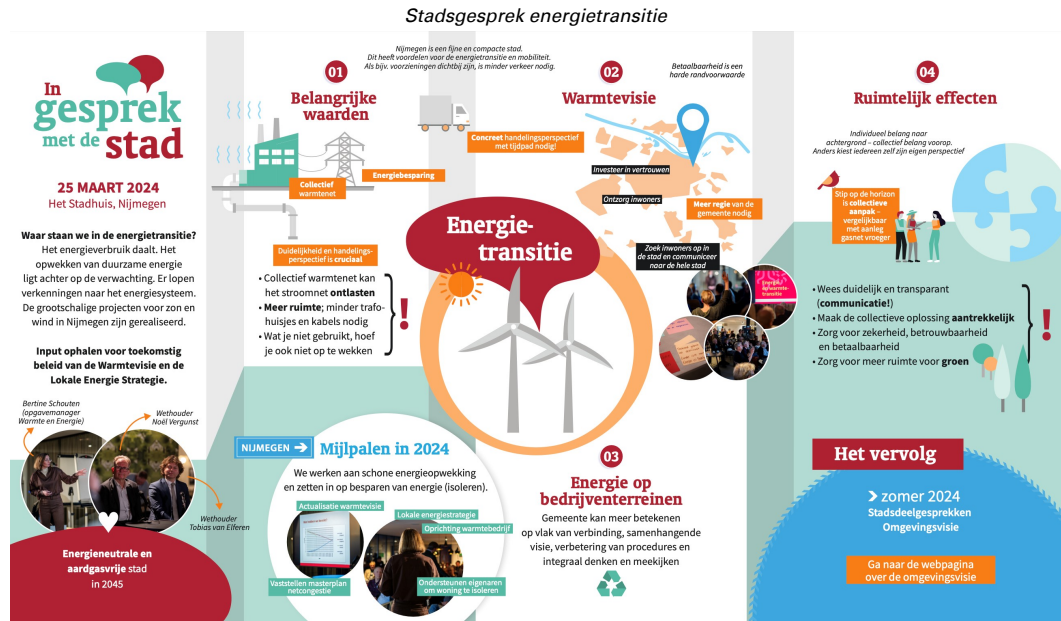 Stadsgesprek energietransitie
In
gesprek
met de stad
25 MAART 2024
Het Stadhuis, Nijmegen
Waar staan we in de energietransitie?
Het energieverbruik daalt. Het
opwekken van duurzame energie
ligt achter op de verwachting. Er lopen
verkenningen naar het energiesysteem.
De grootschalige projecten voor zon en
wind in Nijmegen zijn gerealiseerd.
Input ophalen voor toekomstig
beleid van de Warmtevisie en de
Lokale Energie Strategie.
Bertine Schouten
(opgavemanager
Warmte en Energie)
Wethouder
Noël Vergunst
Wethouder
Tobias van Elferen
Energieneutrale en
aardgasvrije stad
in 2045
Nijmegen is een fijne en compacte stad.
Dit heeft voordelen voor de energietransitie en mobiliteit.
Als bijv. voorzieningen dichtbij zijn, is minder verkeer nodig.
01
Belangrijke
waarden
Collectief
warmtenet
Energiebesparing
Duidelijkheid en handelings-
perspectief is cruciaal
• Collectief warmtenet kan
het stroomnet ontlasten
• Meer ruimte; minder trafo-
huisjes en kabels nodig
• Wat je niet gebruikt, hoef
je ook niet op te wekken
!
Energie-
transitie
02
Warmtevisie
Betaalbaarheid is een
harde randvoorwaarde
Concreet handelingsperspectief
met tijdpad nodig!
Investeer in vertrouwen
Ontzorg inwoners
Meer regie van de
gemeente nodig
Zoek inwoners op in
de stad en communiceer
naar de hele stad
NIJMEGEN
Mijlpalen in 2024
We werken aan schone energieopwekking
en zetten in op besparen van energie (isoleren).
Actualisatie warmtevisie
Lokale energiestrategie
Oprichting warmtebedrijf
Vaststellen masterplan
netcongestie
Ondersteunen eigenaren
om woning te isoleren
03
Energie op
bedrijventerreinen
Gemeente kan meer betekenen
op vlak van verbinding, samenhangende
visie, verbetering van procedures en
integraal denken en meekijken
04
Ruimtelijk effecten
Individueel belang naar
achtergrond – collectief belang voorop.
Anders kiest iedereen zelf zijn eigen perspectief
Stip op de horizon
is collectieve
aanpak –
vergelijkbaar
met aanleg
gasnet vroeger
• Wees duidelijk en transparant
(communicatie!)
• Maak de collectieve oplossing aantrekkelijk
• Zorg voor zekerheid, betrouwbaarheid
en betaalbaarheid
• Zorg voor meer ruimte voor groen
!
Het vervolg
> zomer 2024
Stadsdeelgesprekken
Omgevingsvisie
Ga naar de webpagina
over de omgevingsvisie